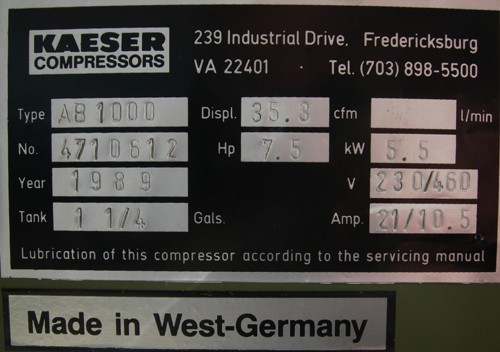 KAESER
COMPRESSORS
239 Industrial Drive. Fredericksburg
VA 22401 · Tel. (703) 898-5500
Type AB1000 Displ. 35.3 cfm l/min
No. 4710612 Hp 7.5 kW 5.5
Year 1989 V 230/460
Tank 1 1/4 Gals. Amp. 21/10.5
Lubrication of this compressor according to the servicing manual
Made in West-Germany